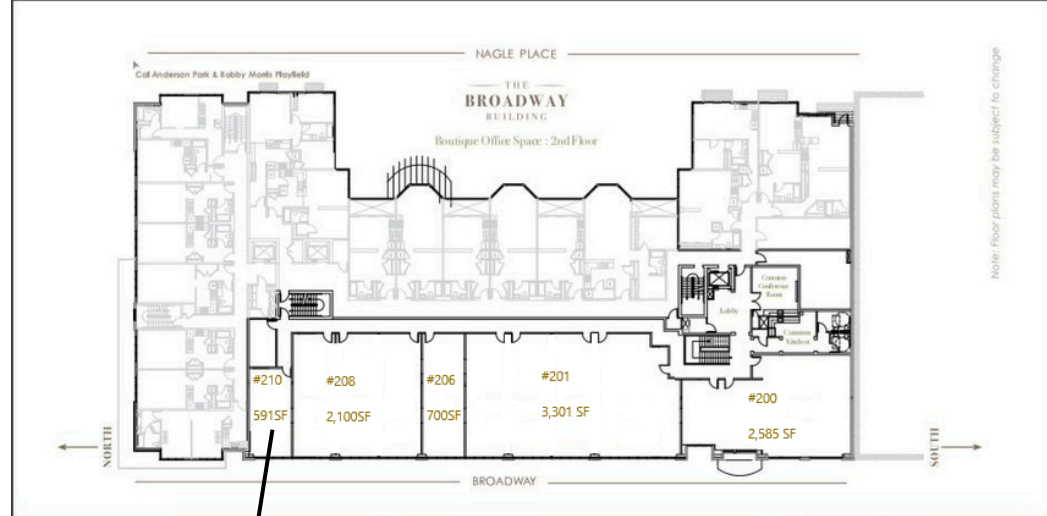 NAGLE PLACE
Cal Anderson Park & Bobby Morris Playfield
THE
BROADWAY
BUILDING
Boutique Office Space : 2nd Floor
Note: Floor plans may be subject to change
Common
Conference
Room
Lobby
Common
Kitchen
#210
591SF
#208
2,100SF
#206
700SF
#201
3,301 SF
#200
2,585 SF
NORTH
SOUTH
BROADWAY